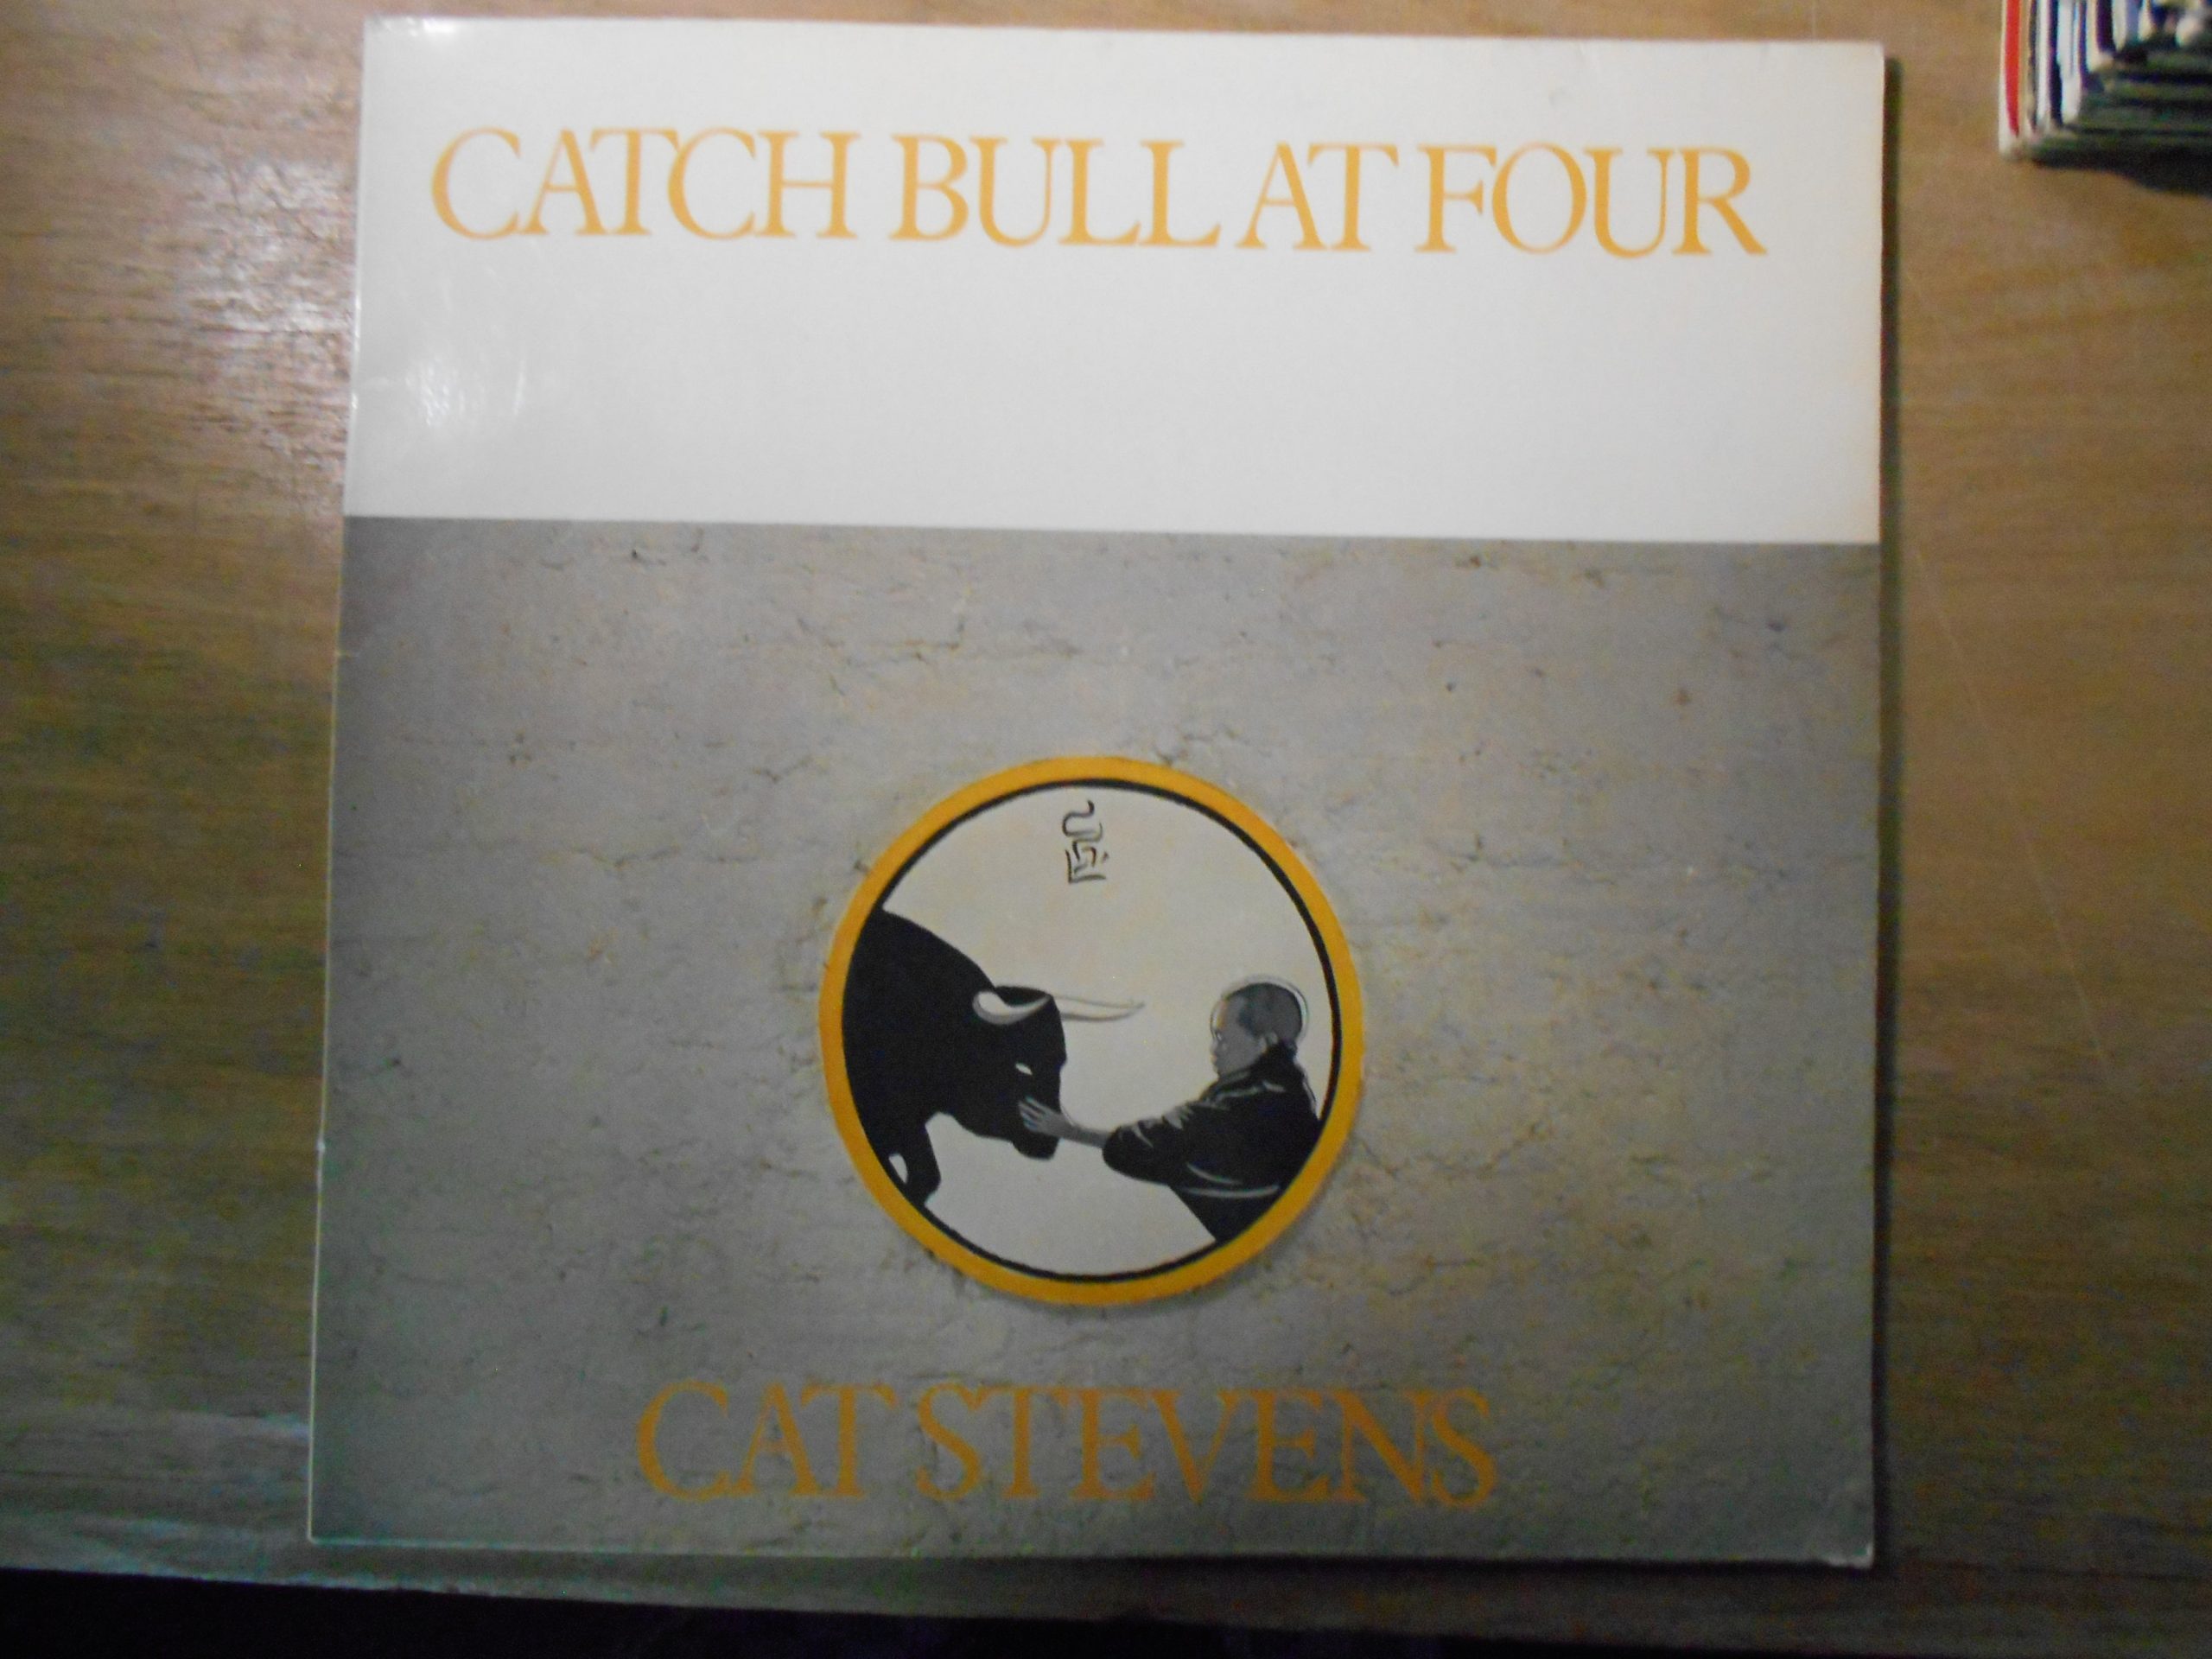 CATCH BULL AT FOUR
CAT STEVENS